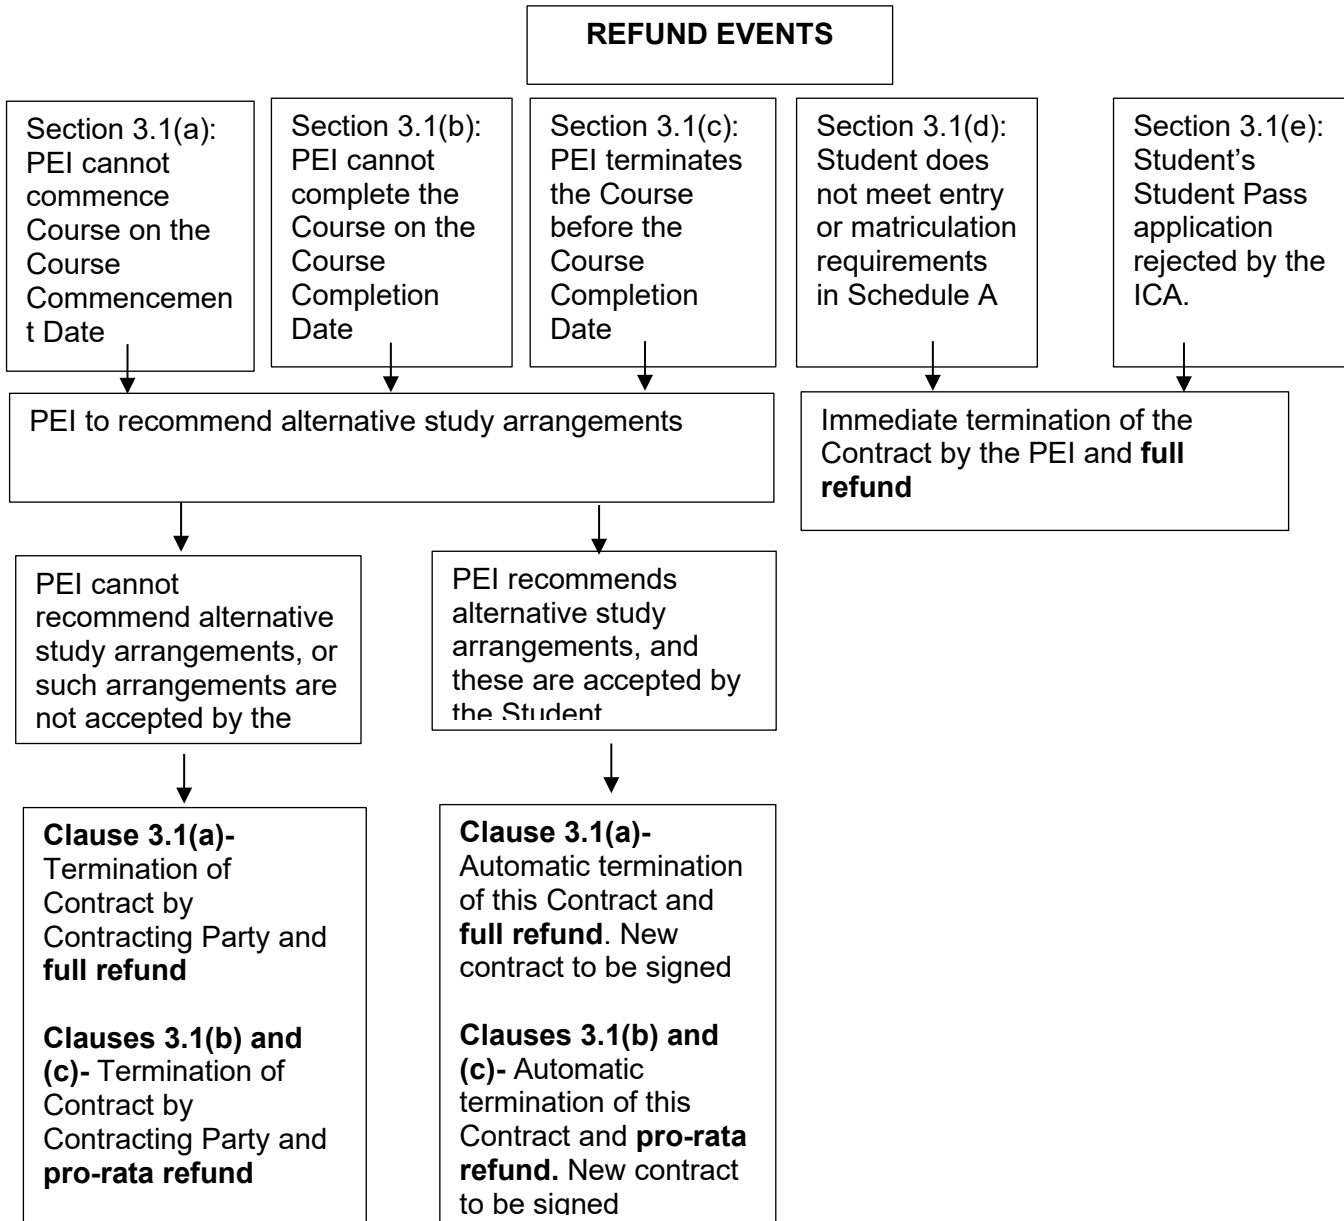 REFUND EVENTS
Section 3.1(a):
PEI cannot
commence
Course on the
Course
Commencemen
t Date
Section 3.1(b):
PEI cannot
complete the
Course on the
Course
Completion
Date
Section 3.1(c):
PEI terminates
the Course
before the
Course
Completion
Date
Section 3.1(d):
Student does
not meet entry
or matriculation
requirements
in Schedule A
Section 3.1(e):
Student’s
Student Pass
application
rejected by the
ICA.
PEI to recommend alternative study arrangements
Immediate termination of the
Contract by the PEI and full
refund
PEI cannot
recommend alternative
study arrangements, or
such arrangements are
not accepted by the
PEI recommends
alternative study
arrangements, and
these are accepted by
the Student
Clause 3.1(a)-
Termination of
Contract by
Contracting Party and
full refund
Clauses 3.1(b) and
(c)- Termination of
Contract by
Contracting Party and
pro-rata refund
Clause 3.1(a)-
Automatic termination
of this Contract and
full refund. New
contract to be signed
Clauses 3.1(b) and
(c)- Automatic
termination of this
Contract and pro-rata
refund. New contract
to be signed